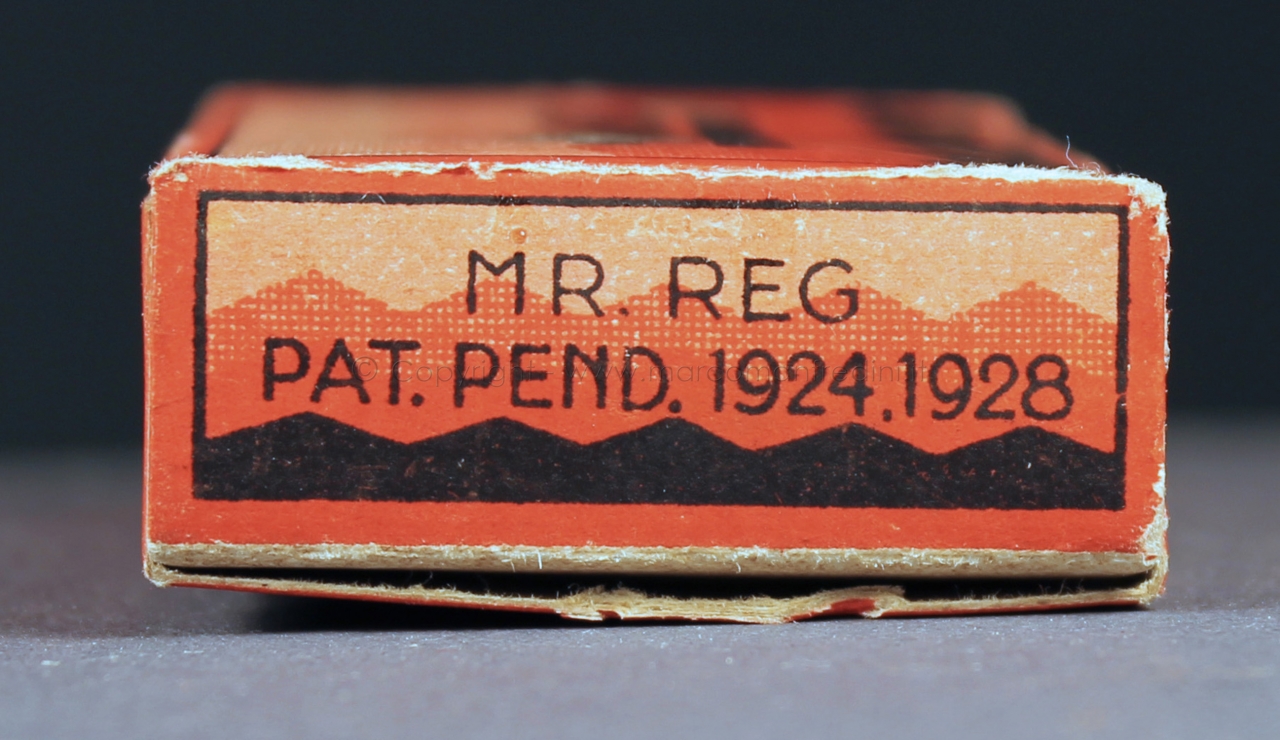 MR. REG
PAT. PEND. 1924, 1928